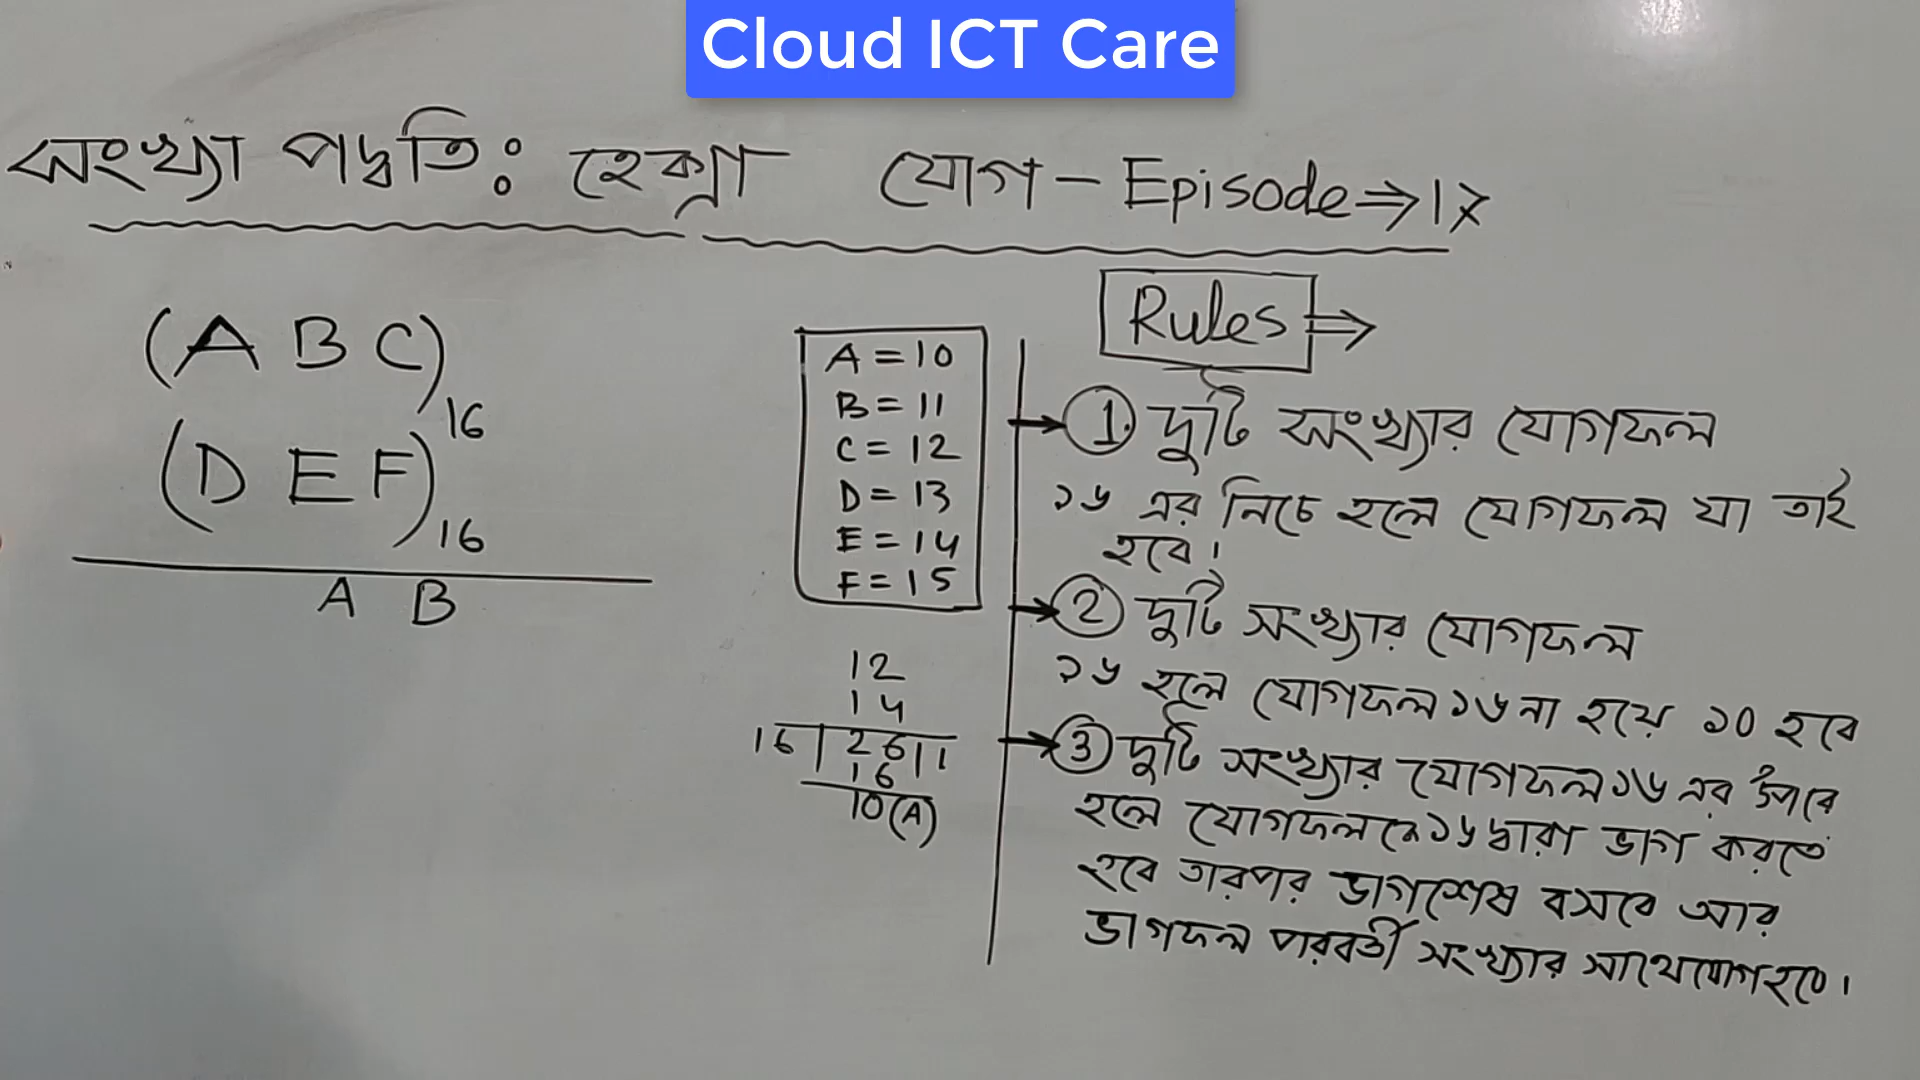 Cloud ICT Care
সংখ্যা পদ্ধতি: হেক্সা যোগ - Episode ⇒ 17
(A B C)16
(D E F)16
A B
A = 10
B = 11
C = 12
D = 13
E = 14
F = 15
12
14
16 | 26 | 1
16
10(A)
Rules ⇒
→ 1. দুটি সংখ্যার যোগফল
১৬ এর নিচে হলে যোগফল যা তাই
হবে।
→ 2 দুটি সংখ্যার যোগফল
১৬ হলে যোগফল ১৬ না হয়ে ১০ হবে
→ 3 দুটি সংখ্যার যোগফল ১৬ এর উপরে
হলে যোগফলকে ১৬ দ্বারা ভাগ করতে
হবে তারপর ভাগশেষ বসবে আর
ভাগফল পরবর্তী সংখ্যার সাথে যোগ হবে।